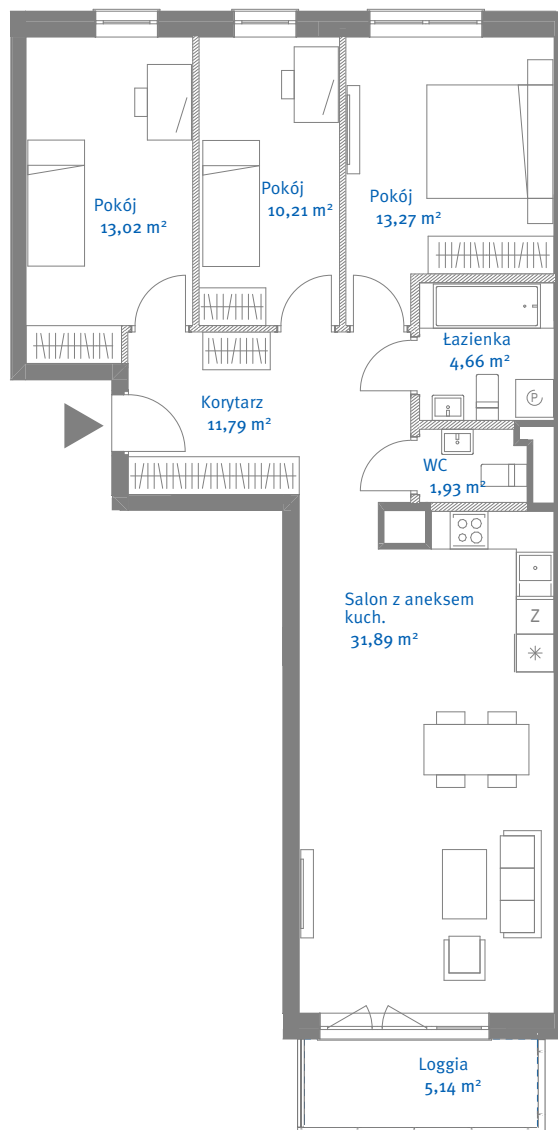 Pokój
13,02 m²
Pokój
10,21 m²
Pokój
13,27 m²
Łazienka
4,66 m²
P
Korytarz
11,79 m²
WC
1,93 m²
Salon z aneksem
kuch.
31,89 m²
Z
Loggia
5,14 m²